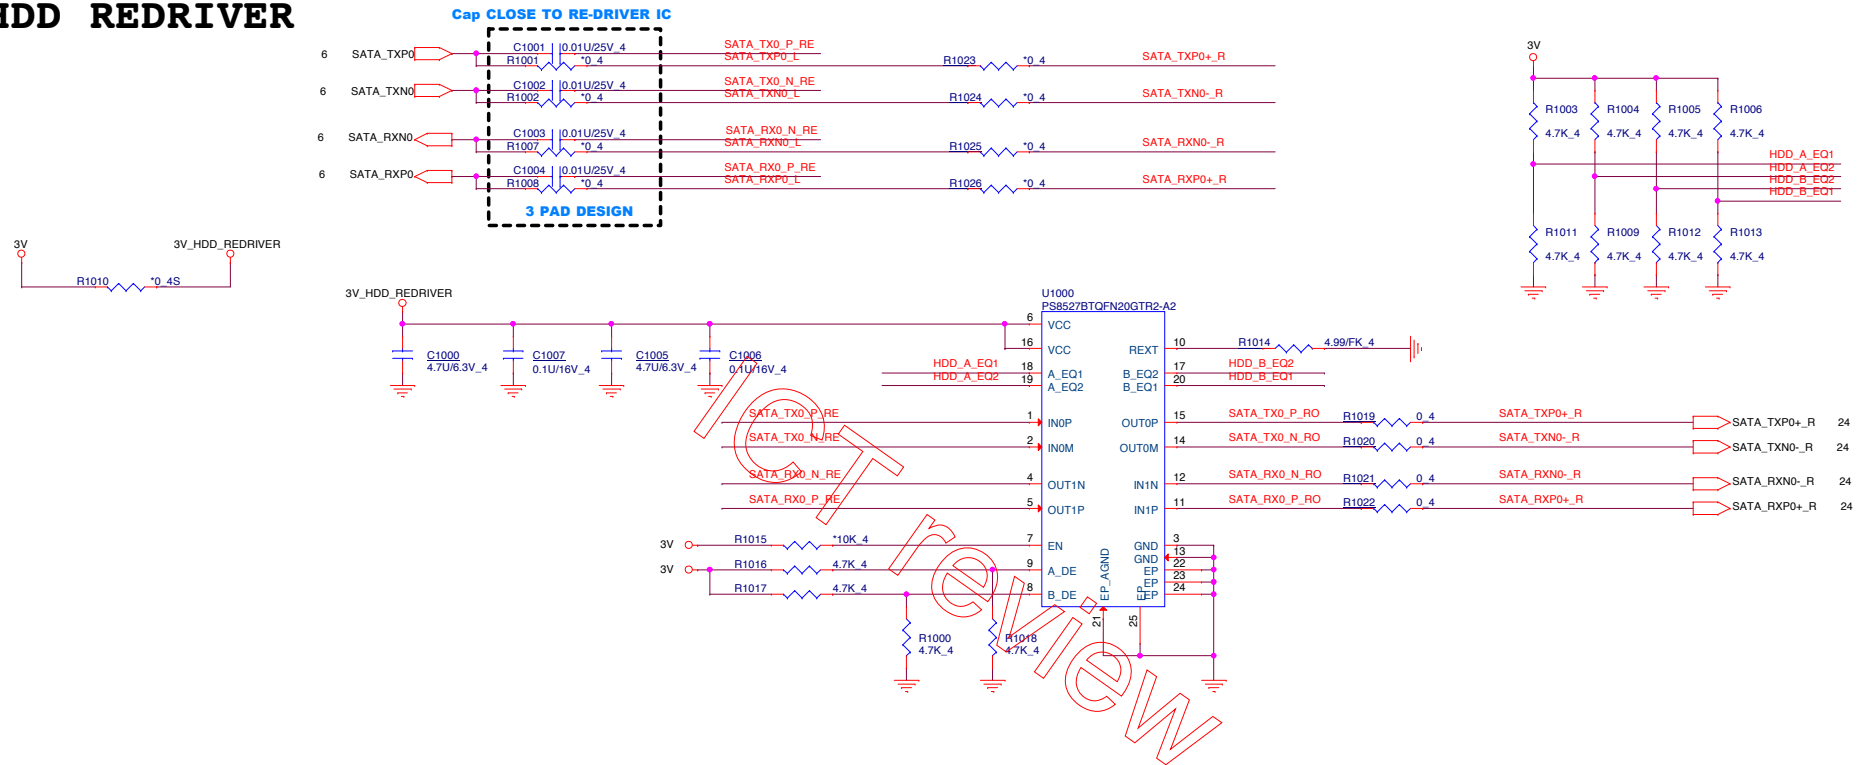 HDD REDRIVER
Cap CLOSE TO RE-DRIVER IC
6 SATA_TXP0 C1001 0.01U/25V_4 SATA_TX0_P_RE
R1001 *0_4 SATA_TXP0_L R1023 *0_4 SATA_TXP0+_R
6 SATA_TXN0 C1002 0.01U/25V_4 SATA_TX0_N_RE
R1002 *0_4 SATA_TXN0_L R1024 *0_4 SATA_TXN0-_R
6 SATA_RXN0 C1003 0.01U/25V_4 SATA_RX0_N_RE
R1007 *0_4 SATA_RXN0_L R1025 *0_4 SATA_RXN0-_R
6 SATA_RXP0 C1004 0.01U/25V_4 SATA_RX0_P_RE
R1008 *0_4 SATA_RXP0_L R1026 *0_4 SATA_RXP0+_R
3 PAD DESIGN
3V
R1003 R1004 R1005 R1006
4.7K_4 4.7K_4 4.7K_4 4.7K_4
HDD_A_EQ1
HDD_A_EQ2
HDD_B_EQ2
HDD_B_EQ1
R1011 R1009 R1012 R1013
4.7K_4 4.7K_4 4.7K_4 4.7K_4
3V 3V_HDD_REDRIVER
R1010 *0_4S
3V_HDD_REDRIVER
C1000 C1007 C1005 C1006
4.7U/6.3V_4 0.1U/16V_4 4.7U/6.3V_4 0.1U/16V_4
U1000
PS8527BTQFN20GTR2-A2
6 VCC
16 VCC REXT 10 R1014 4.99/FK_4
HDD_A_EQ1 18 A_EQ1 B_EQ2 17 HDD_B_EQ2
HDD_A_EQ2 19 A_EQ2 B_EQ1 20 HDD_B_EQ1
SATA_TX0_P_RE 1 IN0P OUT0P 15 SATA_TX0_P_RO R1019 0_4 SATA_TXP0+_R SATA_TXP0+_R 24
SATA_TX0_N_RE 2 IN0M OUT0M 14 SATA_TX0_N_RO R1020 0_4 SATA_TXN0-_R SATA_TXN0-_R 24
SATA_RX0_N_RE 4 OUT1N IN1N 12 SATA_RX0_N_RO R1021 0_4 SATA_RXN0-_R SATA_RXN0-_R 24
SATA_RX0_P_RE 5 OUT1P IN1P 11 SATA_RX0_P_RO R1022 0_4 SATA_RXP0+_R SATA_RXP0+_R 24
3V R1015 *10K_4 7 EN GND 3
GND 13
3V R1016 4.7K_4 9 A_DE EP 22
EP 23
R1017 4.7K_4 8 B_DE EP 24
EP_AGND 21
EP 25
R1000 R1018
4.7K_4 4.7K_4
ICT review